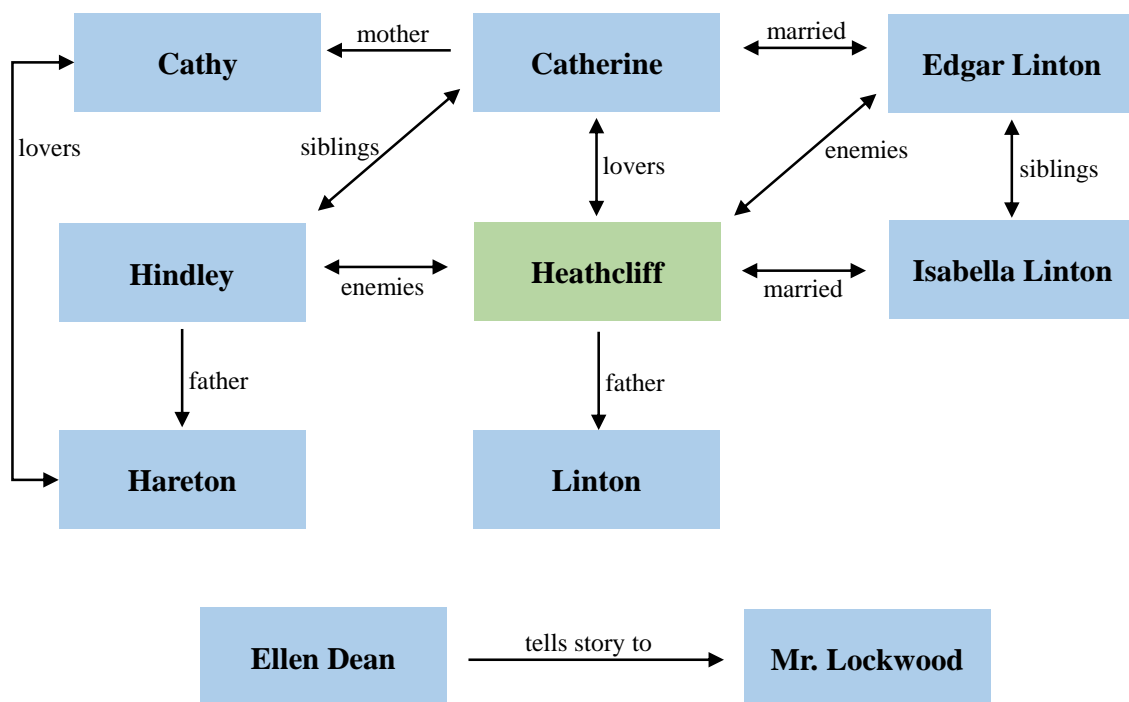 mother
married
Cathy
Catherine
Edgar Linton
lovers
siblings
lovers
enemies
siblings
Hindley
Heathcliff
Isabella Linton
enemies
married
father
father
Hareton
Linton
tells story to
Ellen Dean
Mr. Lockwood